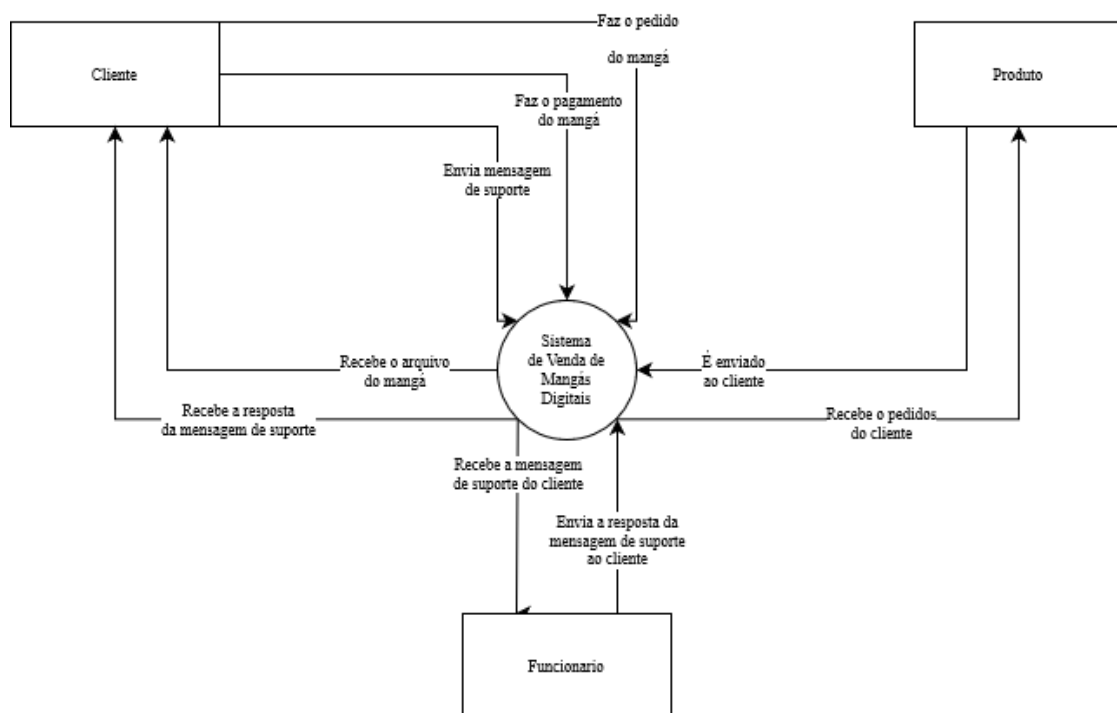 Faz o pedido
do mangá
Cliente
Produto
Faz o pagamento
do mangá
Envia mensagem
de suporte
Sistema
de Venda de
Mangás
Digitais
Recebe o arquivo
do mangá
É enviado
ao cliente
Recebe a resposta
da mensagem de suporte
Recebe o pedidos
do cliente
Recebe a mensagem
de suporte do cliente
Envia a resposta da
mensagem de suporte
ao cliente
Funcionario